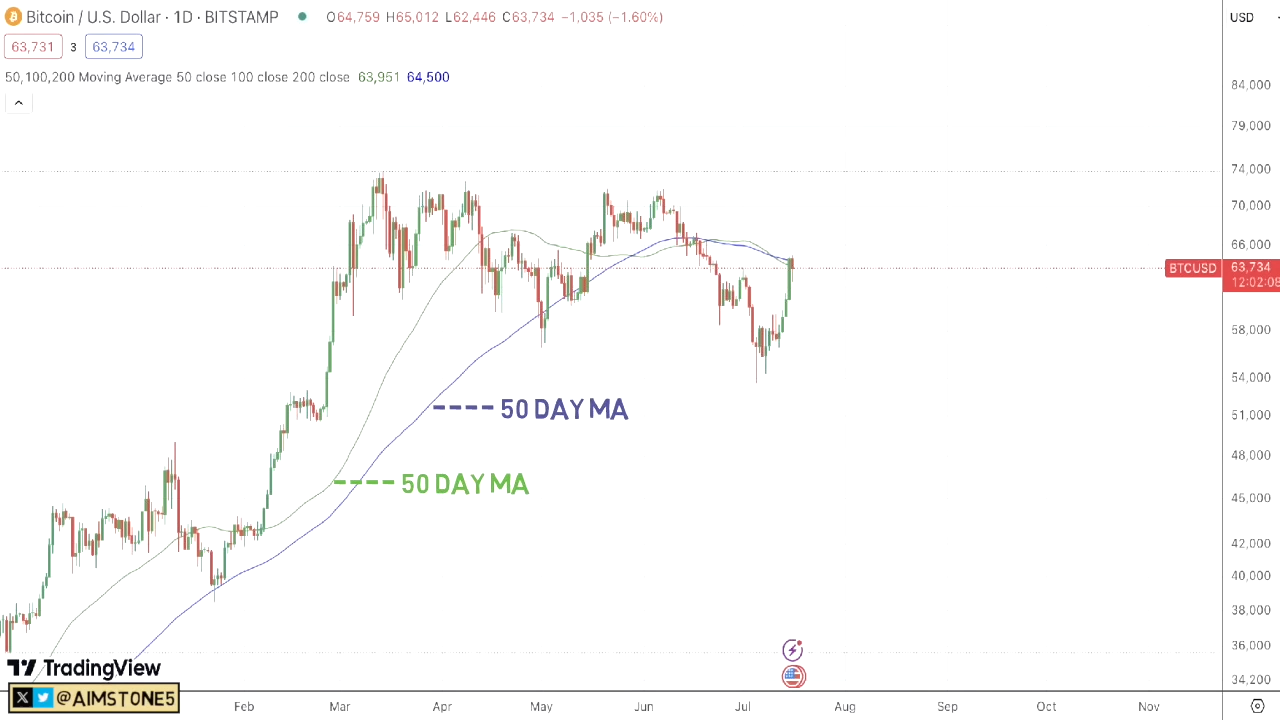 Bitcoin / U.S. Dollar · 1D · BITSTAMP O64,759 H65,012 L62,446 C63,734 −1,035 (−1.60%)
USD
63,731 3 63,734
50,100,200 Moving Average 50 close 100 close 200 close 63,951 64,500
84,000
79,000
74,000
70,000
66,000
BTCUSD 63,734
12:02:08
58,000
54,000
50 DAY MA
51,000
48,000
50 DAY MA
45,000
42,000
40,000
38,000
36,000
TradingView
34,200
@AIMSTONE5
Feb Mar Apr May Jun Jul Aug Sep Oct Nov